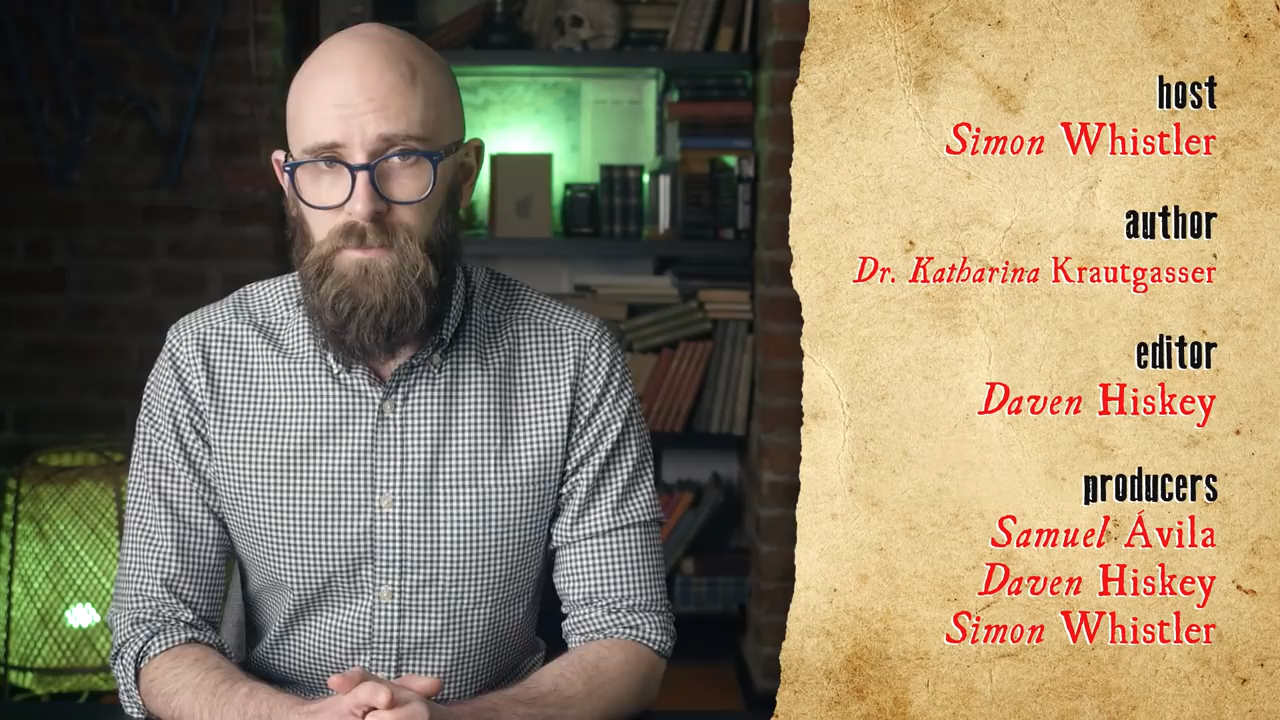 host
Simon Whistler
author
Dr. Katharina Krautgasser
editor
Daven Hiskey
producers
Samuel Ávila
Daven Hiskey
Simon Whistler